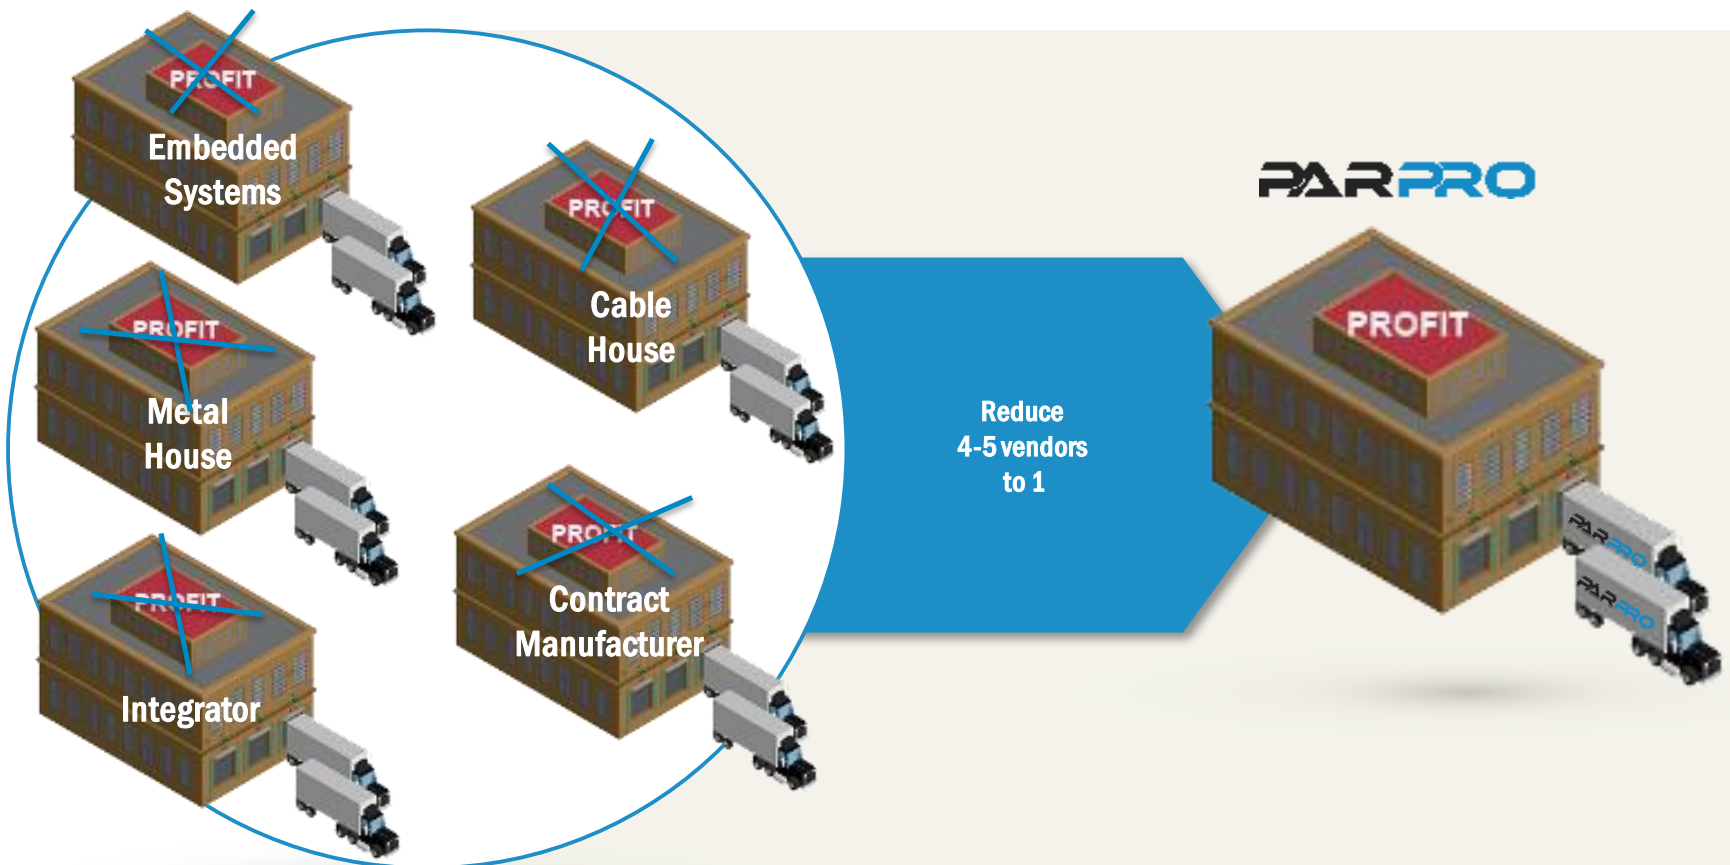 PROFIT
Embedded
Systems
PROFIT
Cable
House
PROFIT
Metal
House
PROFIT
Contract
Manufacturer
PROFIT
Integrator
Reduce
4-5 vendors
to 1
PARPRO
PROFIT
PARPRO
PARPRO